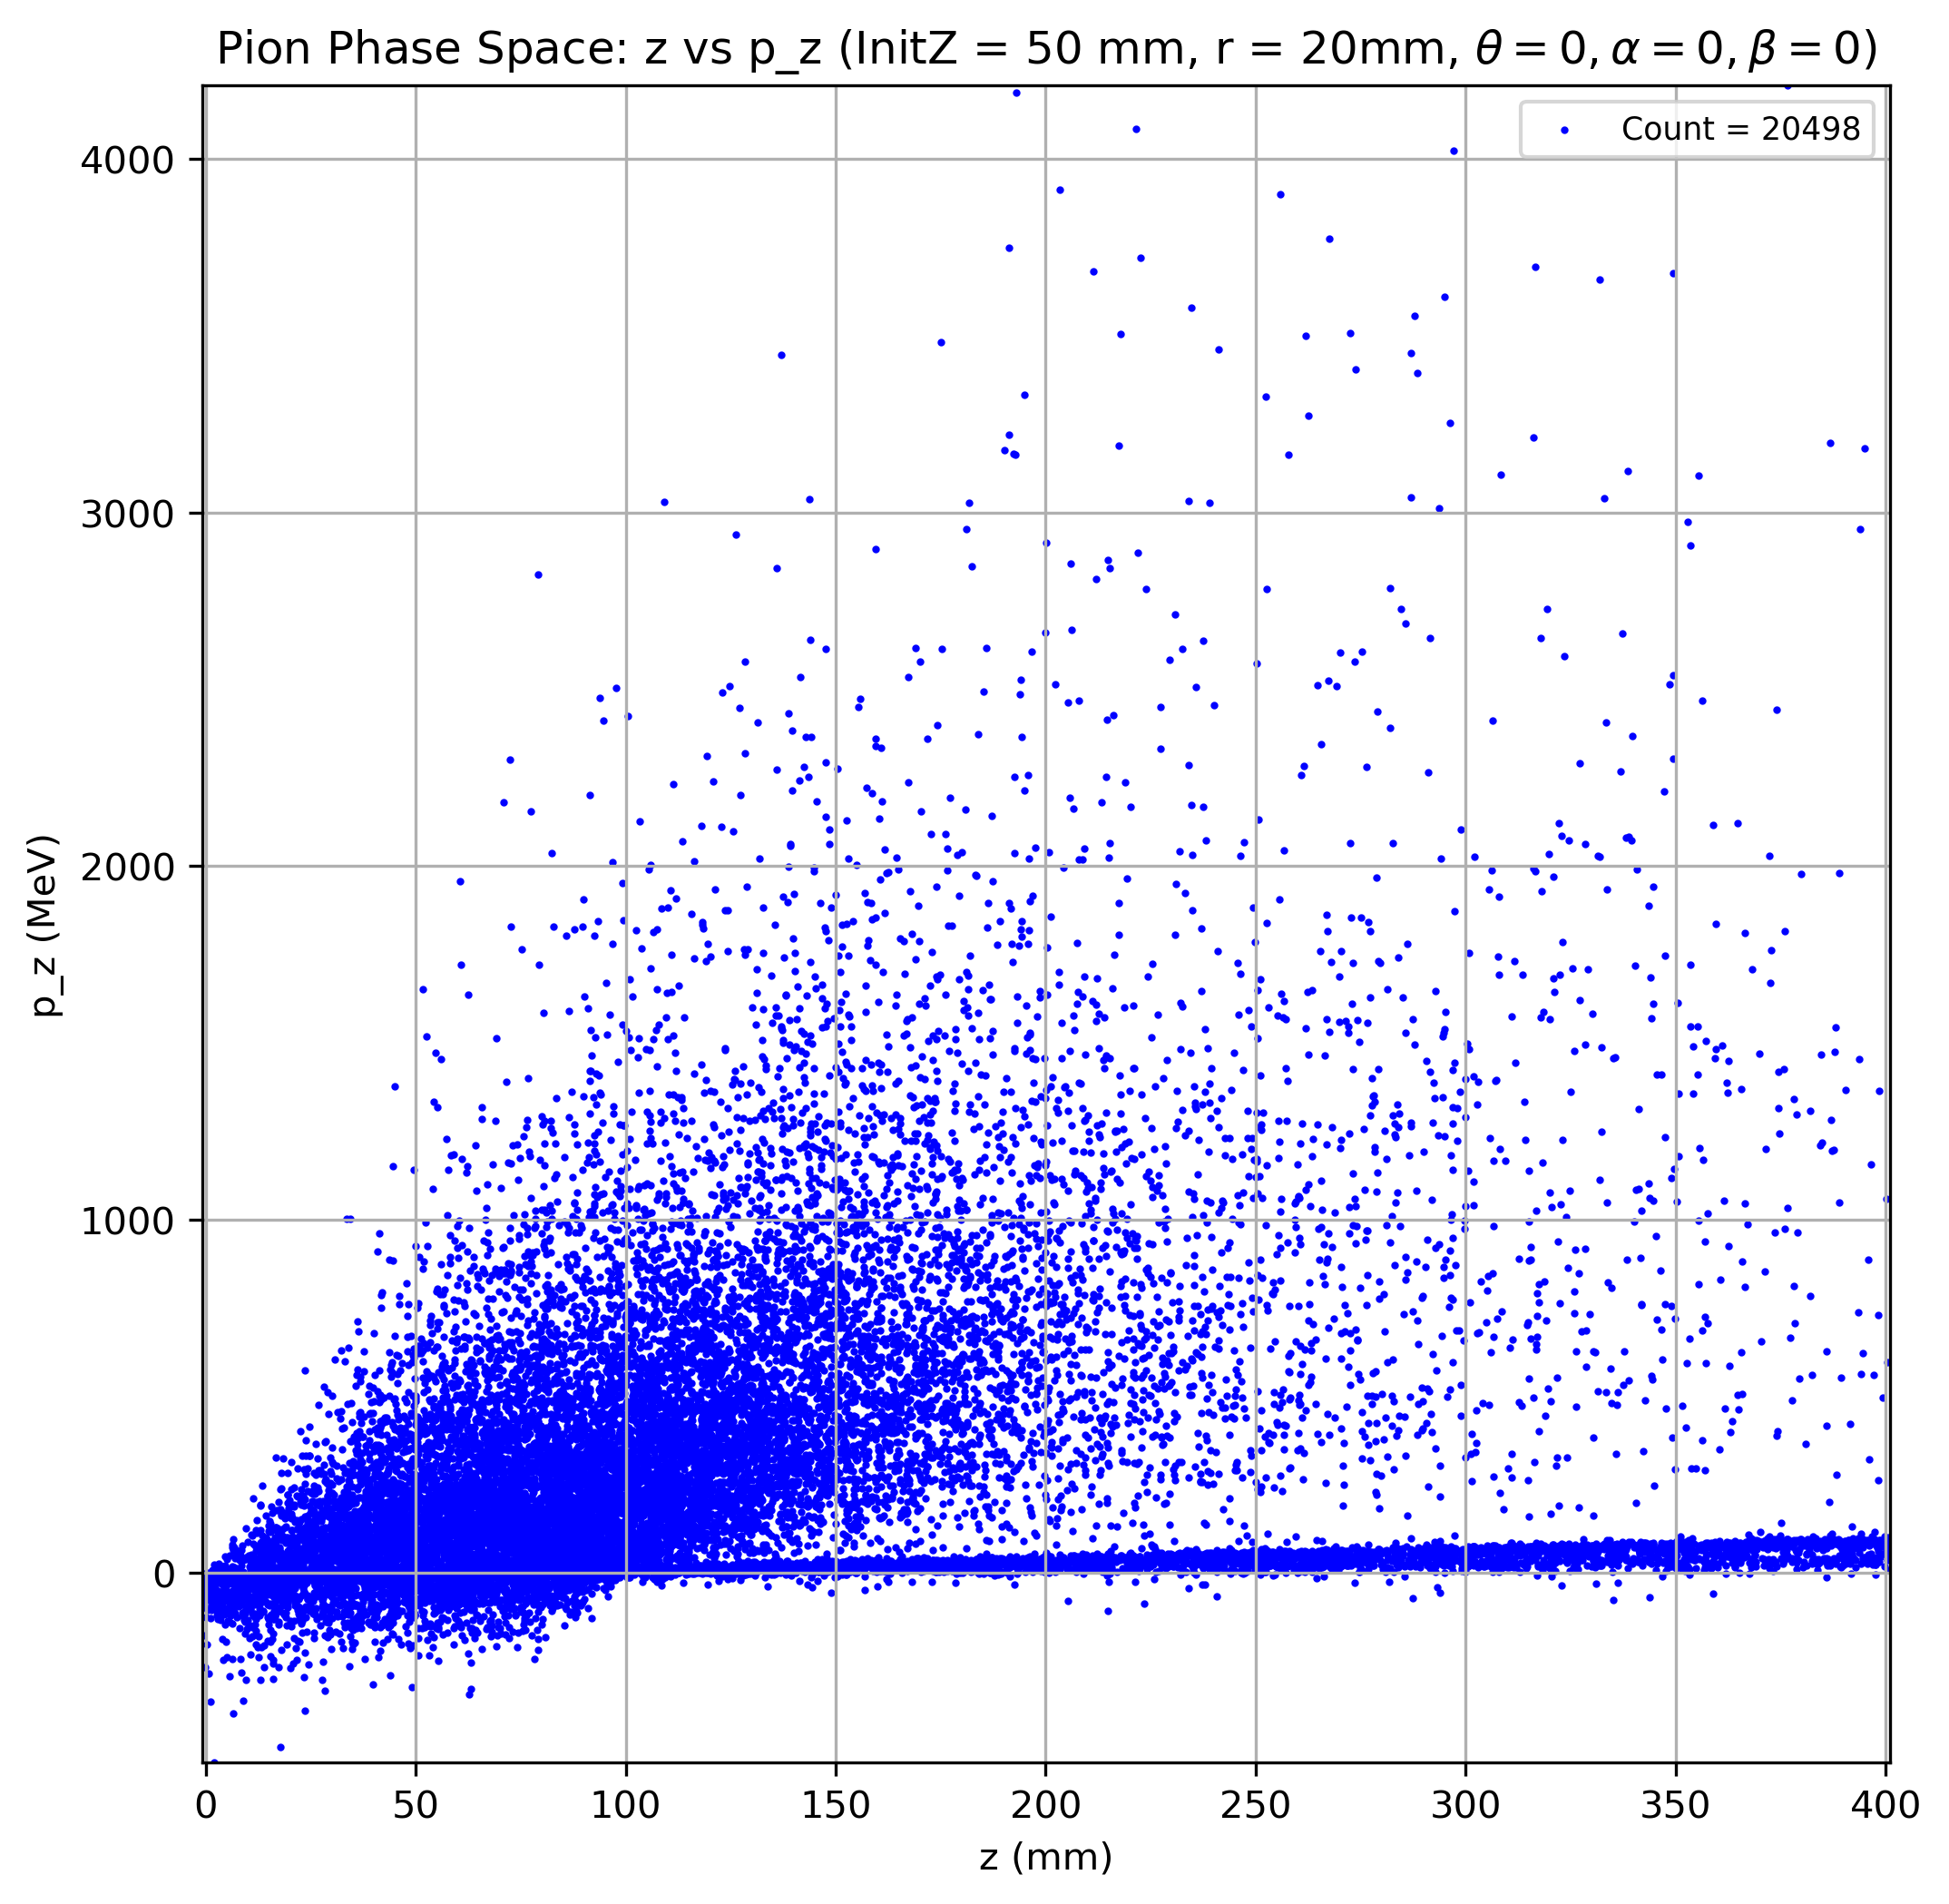 Pion Phase Space: z vs p_z (InitZ = 50 mm, r = 20mm, θ = 0, α = 0, β = 0)
Count = 20498
4000
3000
2000
1000
0
p_z (MeV)
0 50 100 150 200 250 300 350 400
z (mm)